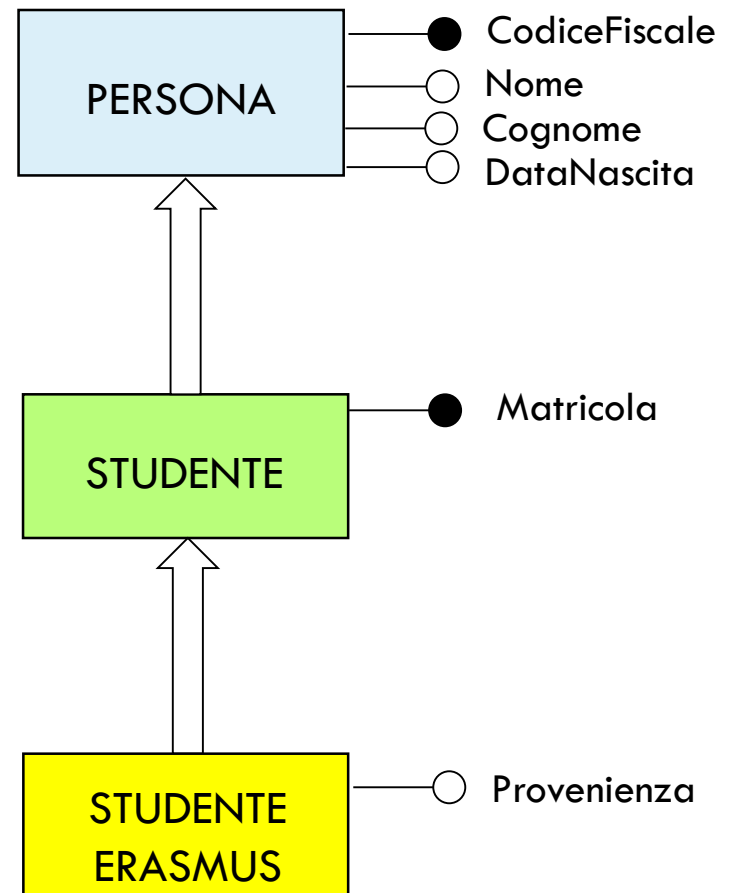 PERSONA
CodiceFiscale
Nome
Cognome
DataNascita
STUDENTE
Matricola
STUDENTE
ERASMUS
Provenienza